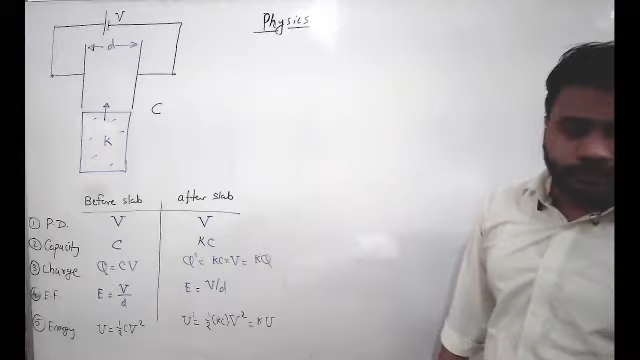 Physics
V
d
C
K
Before slab after slab
① P.D. V V
② Capacity C KC
③ Charge Q = CV Q' = KC×V = KQ
④ E.F. E = V/d E = V/d
⑤ Energy U = ½CV² U' = ½(KC)V² = KU